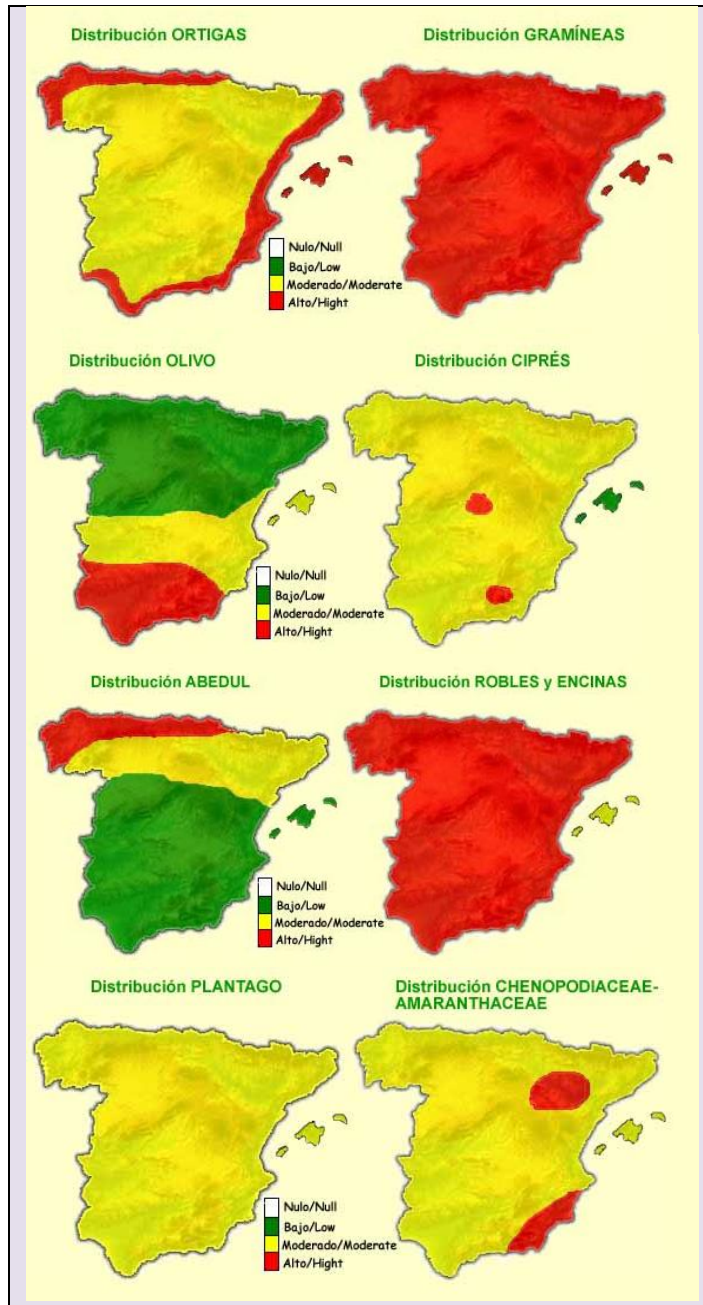 Distribución ORTIGAS
Distribución GRAMÍNEAS
Nulo/Null
Bajo/Low
Moderado/Moderate
Alto/Hight
Distribución OLIVO
Distribución CIPRÉS
Nulo/Null
Bajo/Low
Moderado/Moderate
Alto/Hight
Distribución ABEDUL
Distribución ROBLES y ENCINAS
Nulo/Null
Bajo/Low
Moderado/Moderate
Alto/Hight
Distribución PLANTAGO
Distribución CHENOPODIACEAE-
AMARANTHACEAE
Nulo/Null
Bajo/Low
Moderado/Moderate
Alto/Hight